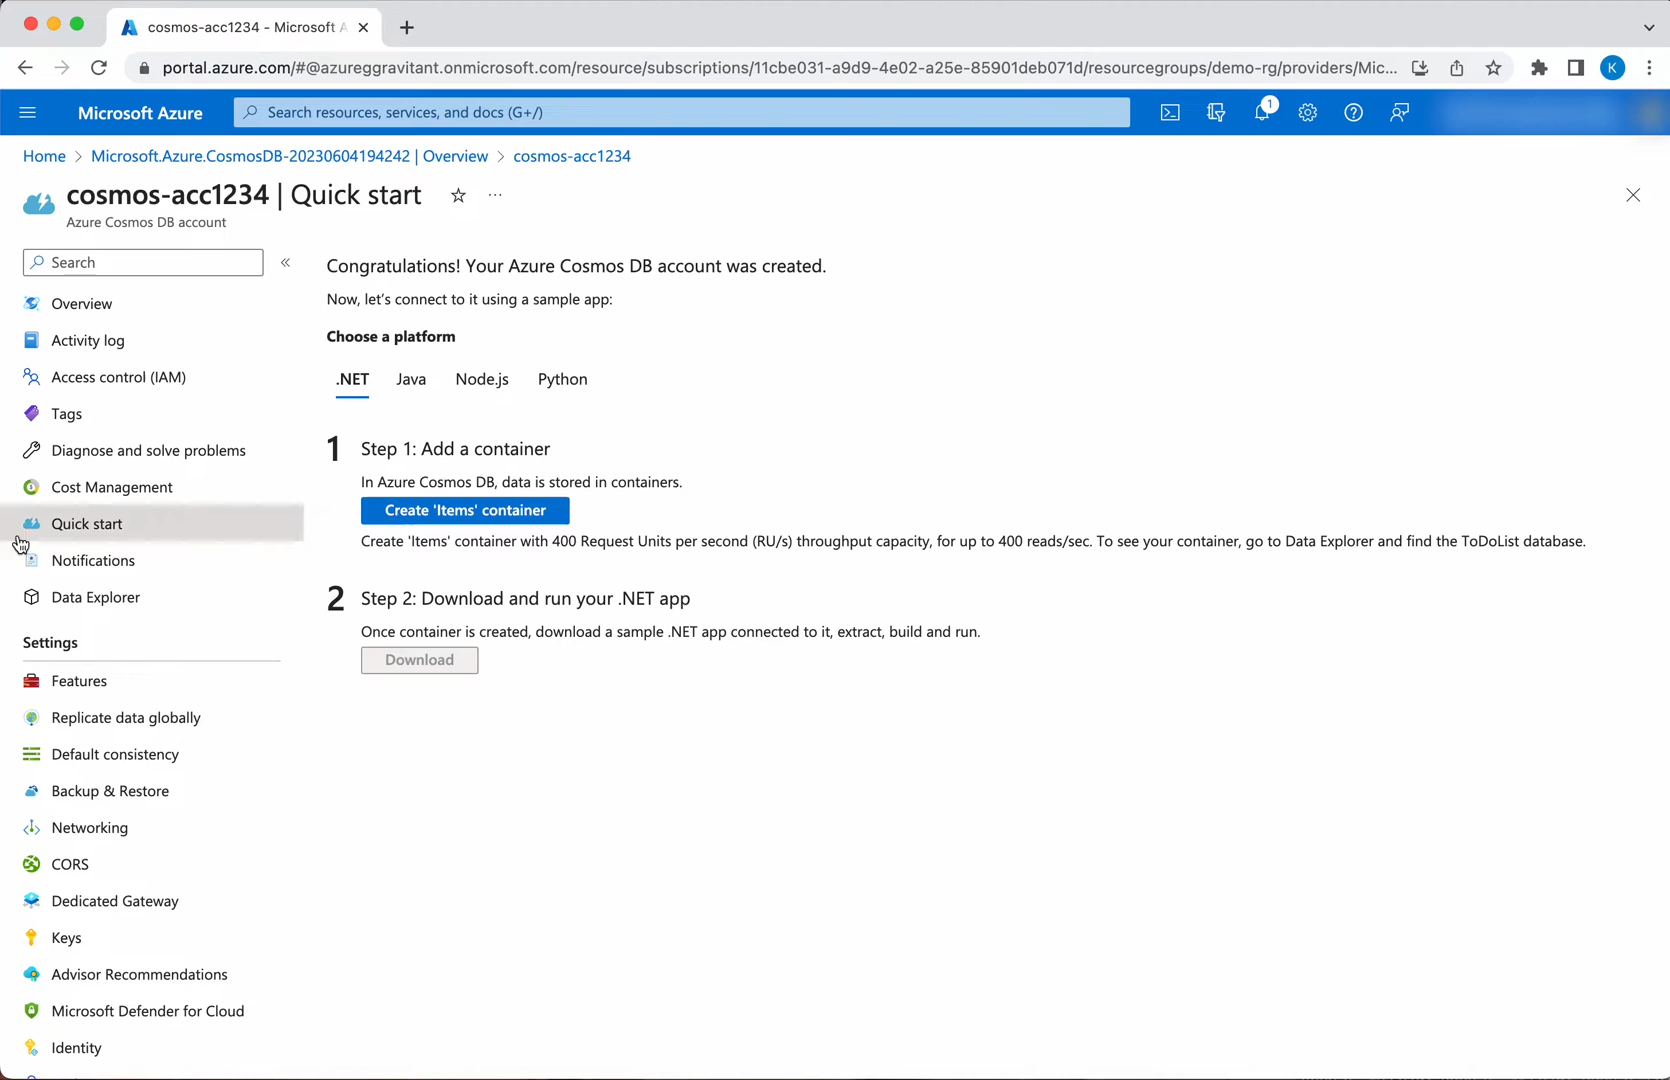 cosmos-acc1234 - Microsoft A
portal.azure.com/#@azureggravitant.onmicrosoft.com/resource/subscriptions/11cbe031-a9d9-4e02-a25e-85901deb071d/resourcegroups/demo-rg/providers/Mic...
K
Microsoft Azure
Search resources, services, and docs (G+/)
1
Home > Microsoft.Azure.CosmosDB-20230604194242 | Overview > cosmos-acc1234
cosmos-acc1234 | Quick start
Azure Cosmos DB account
Search
Overview
Activity log
Access control (IAM)
Tags
Diagnose and solve problems
Cost Management
Quick start
Notifications
Data Explorer
Settings
Features
Replicate data globally
Default consistency
Backup & Restore
Networking
CORS
Dedicated Gateway
Keys
Advisor Recommendations
Microsoft Defender for Cloud
Identity
Congratulations! Your Azure Cosmos DB account was created.
Now, let's connect to it using a sample app:
Choose a platform
.NET Java Node.js Python
1 Step 1: Add a container
In Azure Cosmos DB, data is stored in containers.
Create 'Items' container
Create 'Items' container with 400 Request Units per second (RU/s) throughput capacity, for up to 400 reads/sec. To see your container, go to Data Explorer and find the ToDoList database.
2 Step 2: Download and run your .NET app
Once container is created, download a sample .NET app connected to it, extract, build and run.
Download